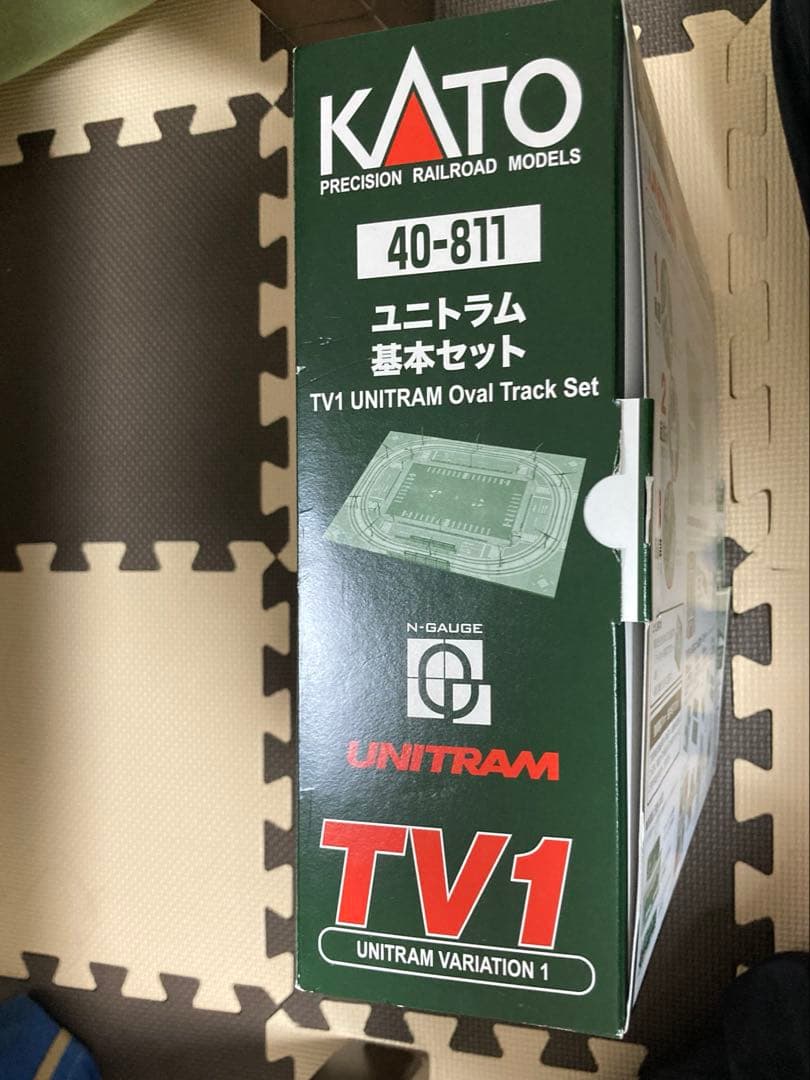 KATO
PRECISION RAILROAD MODELS
40-811
ユニトラム
基本セット
TV1 UNITRAM Oval Track Set
N-GAUGE
UNITRAM
TV1
UNITRAM VARIATION 1